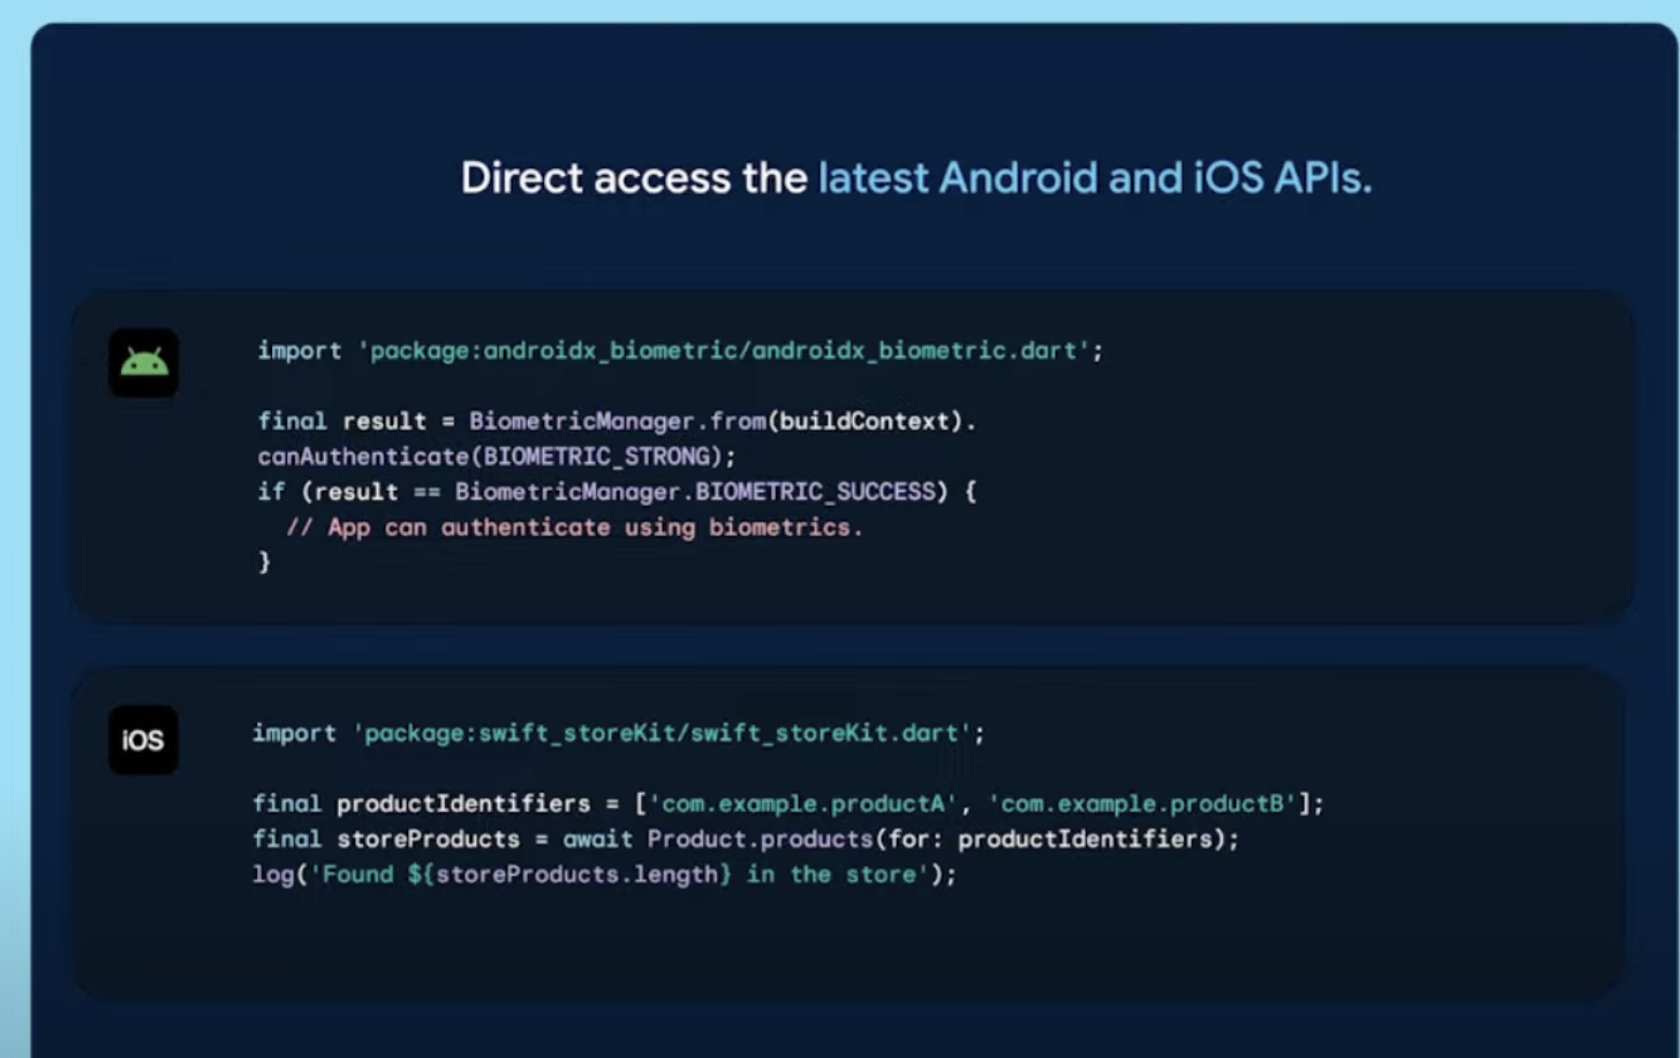 Direct access the latest Android and iOS APIs.
import 'package:androidx_biometric/androidx_biometric.dart';
final result = BiometricManager.from(buildContext).
canAuthenticate(BIOMETRIC_STRONG);
if (result == BiometricManager.BIOMETRIC_SUCCESS) {
  // App can authenticate using biometrics.
}
iOS
import 'package:swift_storeKit/swift_storeKit.dart';
final productIdentifiers = ['com.example.productA', 'com.example.productB'];
final storeProducts = await Product.products(for: productIdentifiers);
log('Found ${storeProducts.length} in the store');